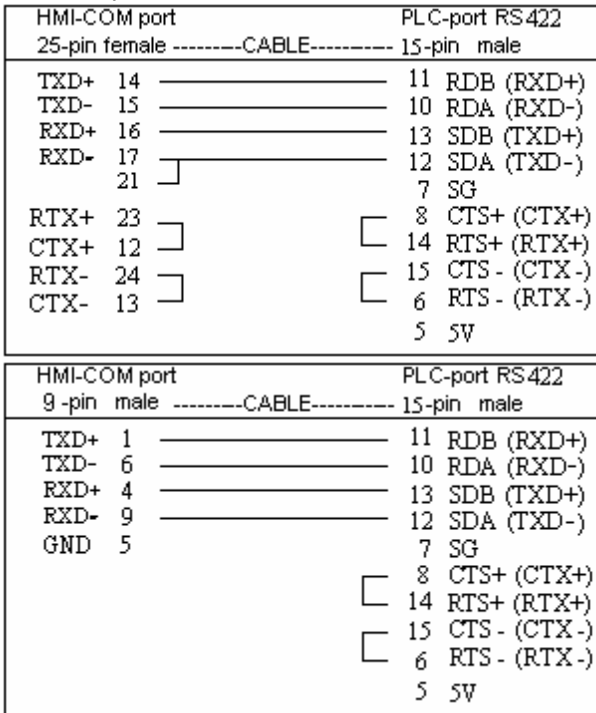 HMI-COM port PLC-port RS422
25-pin female ---------CABLE----------- 15-pin male
TXD+ 14 11 RDB (RXD+)
TXD- 15 10 RDA (RXD-)
RXD+ 16 13 SDB (TXD+)
RXD- 17 12 SDA (TXD-)
21 7 SG
RTX+ 23 8 CTS+ (CTX+)
CTX+ 12 14 RTS+ (RTX+)
RTX- 24 15 CTS - (CTX-)
CTX- 13 6 RTS - (RTX-)
5 5V
HMI-COM port PLC-port RS422
9 -pin male ---------CABLE----------- 15-pin male
TXD+ 1 11 RDB (RXD+)
TXD- 6 10 RDA (RXD-)
RXD+ 4 13 SDB (TXD+)
RXD- 9 12 SDA (TXD-)
GND 5 7 SG
8 CTS+ (CTX+)
14 RTS+ (RTX+)
15 CTS - (CTX-)
6 RTS - (RTX-)
5 5V